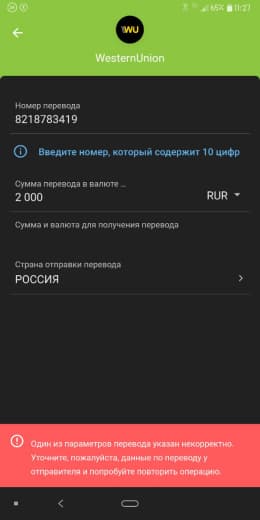 65% 11:27
WU
WesternUnion
Номер перевода
8218783419
Введите номер, который содержит 10 цифр
Сумма перевода в валюте ...
2 000 RUR
Сумма и валюта для получения перевода
Страна отправки перевода
РОССИЯ
Один из параметров перевода указан некорректно.
Уточните, пожалуйста, данные по переводу у
отправителя и попробуйте повторить операцию.